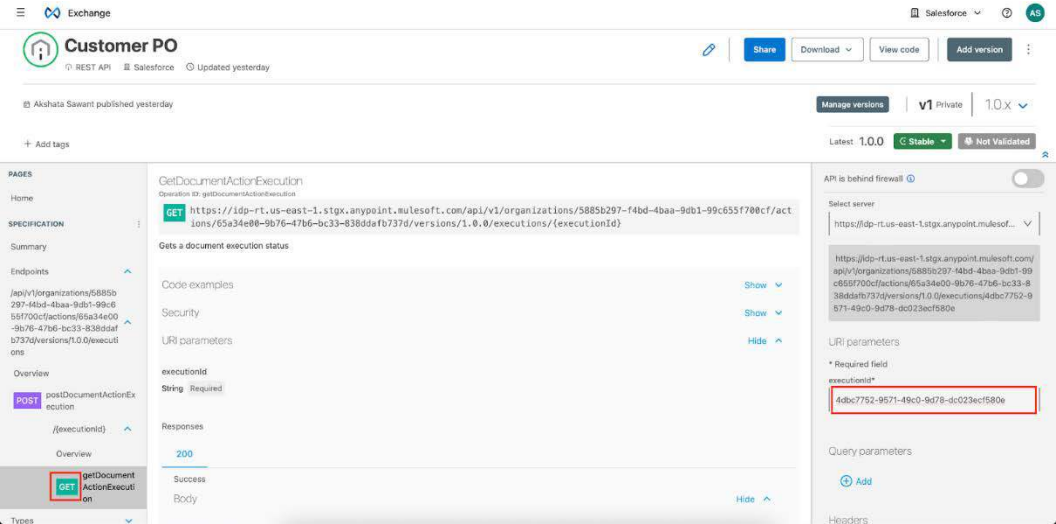 Exchange
Salesforce
AS
Customer PO
REST API Salesforce Updated yesterday
Share
Download
View code
Add version
Akshata Sawant published yesterday
Manage versions
v1 Private
1.0.x
+ Add tags
Latest 1.0.0
Stable
Not Validated
PAGES
Home
SPECIFICATION
Summary
Endpoints
/api/v1/organizations/5885b
297-f4bd-4baa-9db1-99c6
55f700cf/actions/65a34e00
-9b76-47b6-bc33-838ddaf
b737d/versions/1.0.0/executi
ons
Overview
POST postDocumentActionEx
ecution
/{executionId}
Overview
GET getDocument
ActionExecuti
on
Types
GetDocumentActionExecution
Operation ID: getDocumentActionExecution
GET https://idp-rt.us-east-1.stgx.anypoint.mulesoft.com/api/v1/organizations/5885b297-f4bd-4baa-9db1-99c655f700cf/act
ions/65a34e00-9b76-47b6-bc33-838ddafb737d/versions/1.0.0/executions/{executionId}
Gets a document execution status
Code examples Show
Security Show
URI parameters Hide
executionId
String Required
Responses
200
Success
Body Hide
API is behind firewall
Select server
https://idp-rt.us-east-1.stgx.anypoint.mulesof...
https://idp-rt.us-east-1.stgx.anypoint.mulesoft.com/
api/v1/organizations/5885b297-f4bd-4baa-9db1-99
c655f700cf/actions/65a34e00-9b76-47b6-bc33-8
38ddafb737d/versions/1.0.0/executions/4dbc7752-9
571-49c0-9d78-dc023ecf580e
URI parameters
* Required field
executionId*
4dbc7752-9571-49c0-9d78-dc023ecf580e
Query parameters
Add
Headers